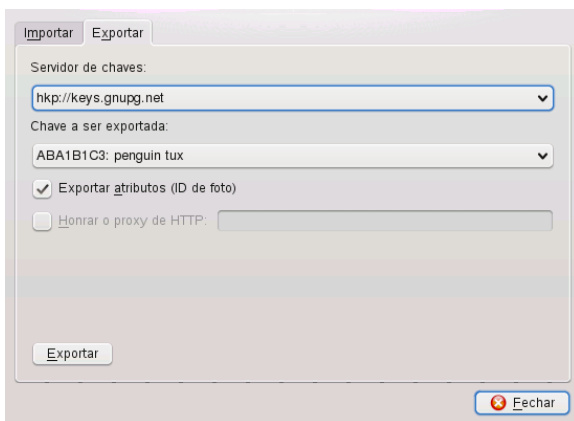 Importar Exportar
Servidor de chaves:
hkp://keys.gnupg.net
Chave a ser exportada:
ABA1B1C3: penguin tux
Exportar atributos (ID de foto)
Honrar o proxy de HTTP:
Exportar
Fechar